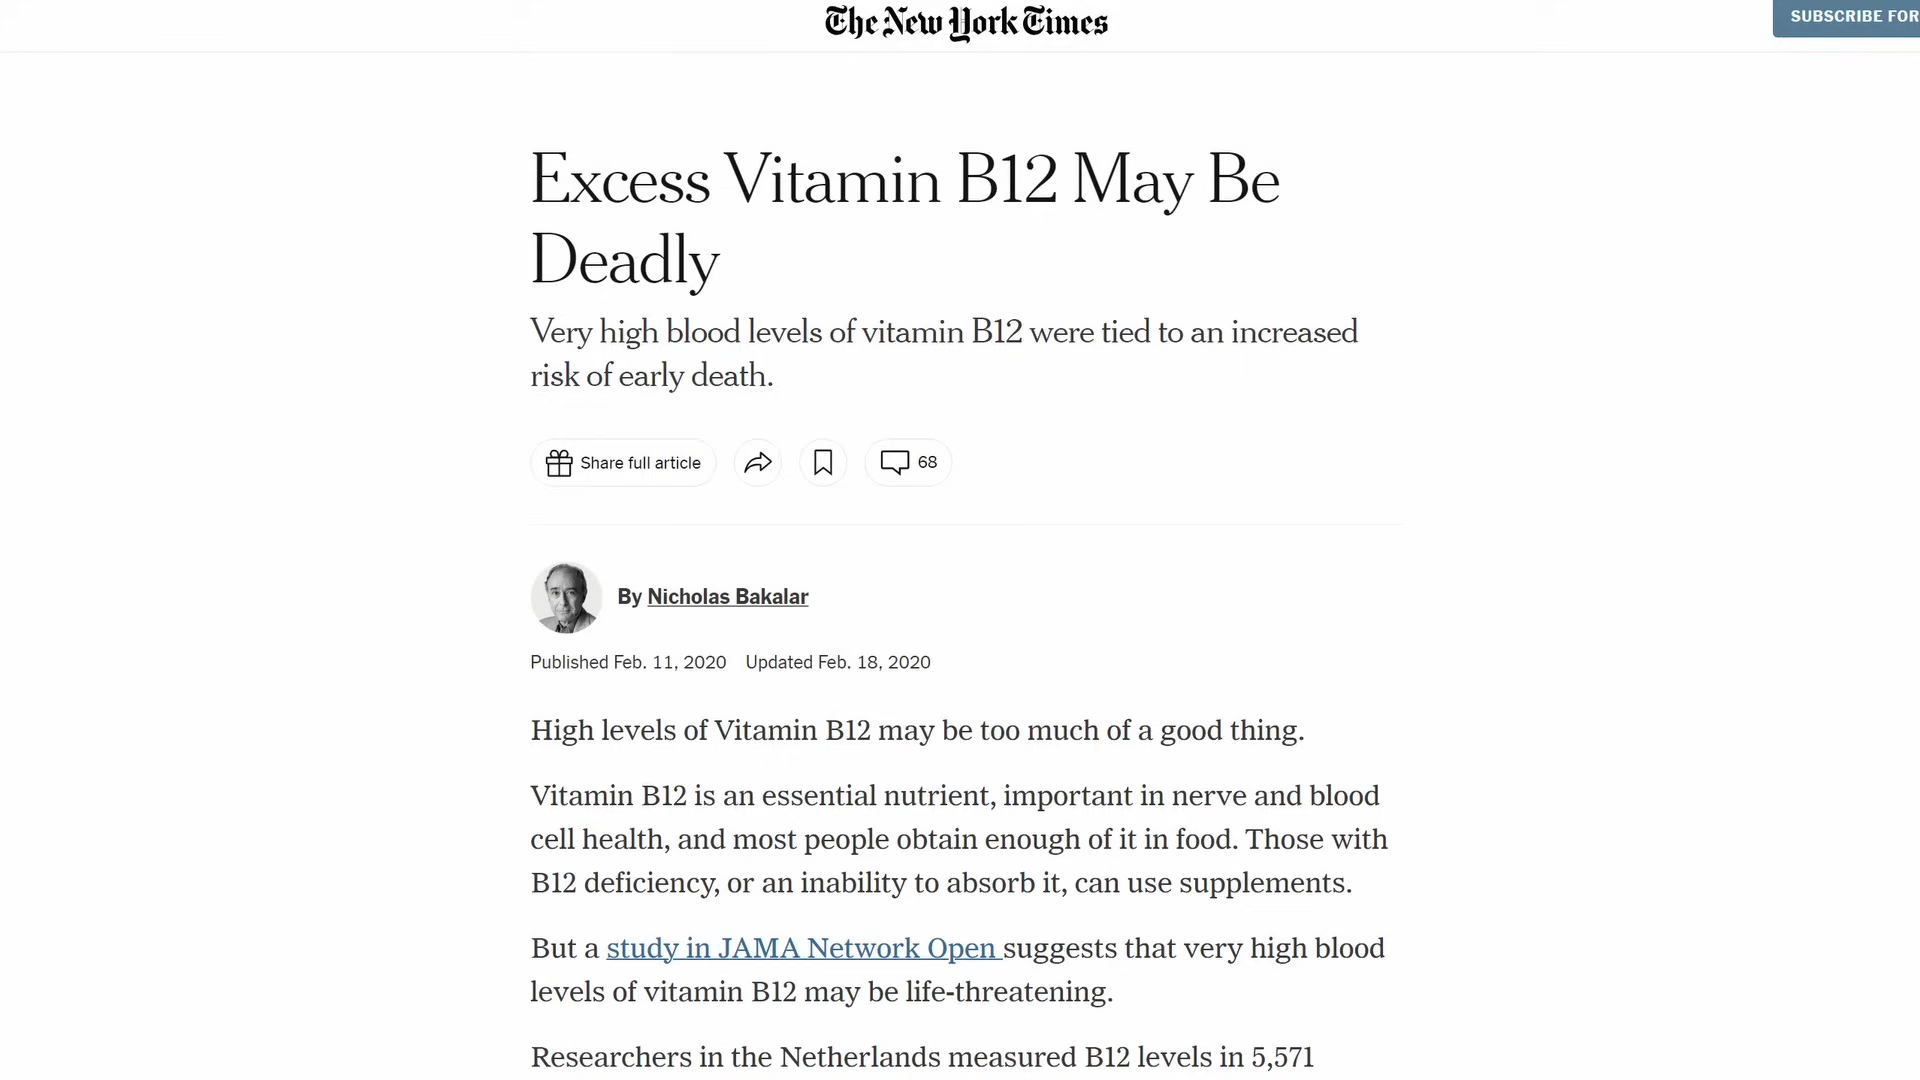 The New York Times
SUBSCRIBE FOR
Excess Vitamin B12 May Be
Deadly
Very high blood levels of vitamin B12 were tied to an increased
risk of early death.
Share full article
68
By Nicholas Bakalar
Published Feb. 11, 2020 Updated Feb. 18, 2020
High levels of Vitamin B12 may be too much of a good thing.
Vitamin B12 is an essential nutrient, important in nerve and blood
cell health, and most people obtain enough of it in food. Those with
B12 deficiency, or an inability to absorb it, can use supplements.
But a study in JAMA Network Open suggests that very high blood
levels of vitamin B12 may be life-threatening.
Researchers in the Netherlands measured B12 levels in 5,571